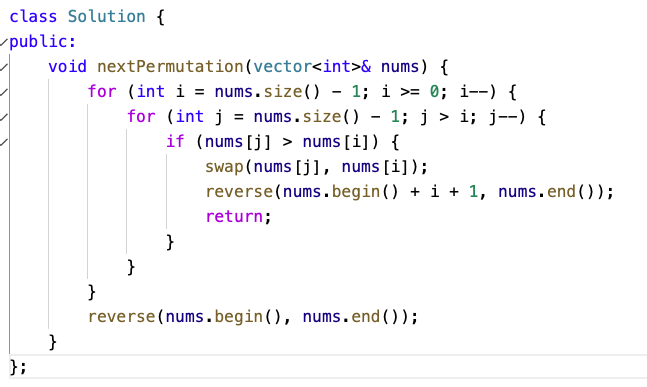 class Solution {
public:
    void nextPermutation(vector<int>& nums) {
        for (int i = nums.size() - 1; i >= 0; i--) {
            for (int j = nums.size() - 1; j > i; j--) {
                if (nums[j] > nums[i]) {
                    swap(nums[j], nums[i]);
                    reverse(nums.begin() + i + 1, nums.end());
                    return;
                }
            }
        }
        reverse(nums.begin(), nums.end());
    }
};